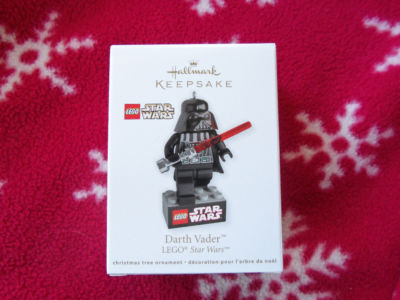 Hallmark
KEEPSAKE
LEGO STAR WARS
LEGO STAR WARS
Darth Vader™
LEGO® Star Wars™
christmas tree ornament • décoration pour l'arbre de noël